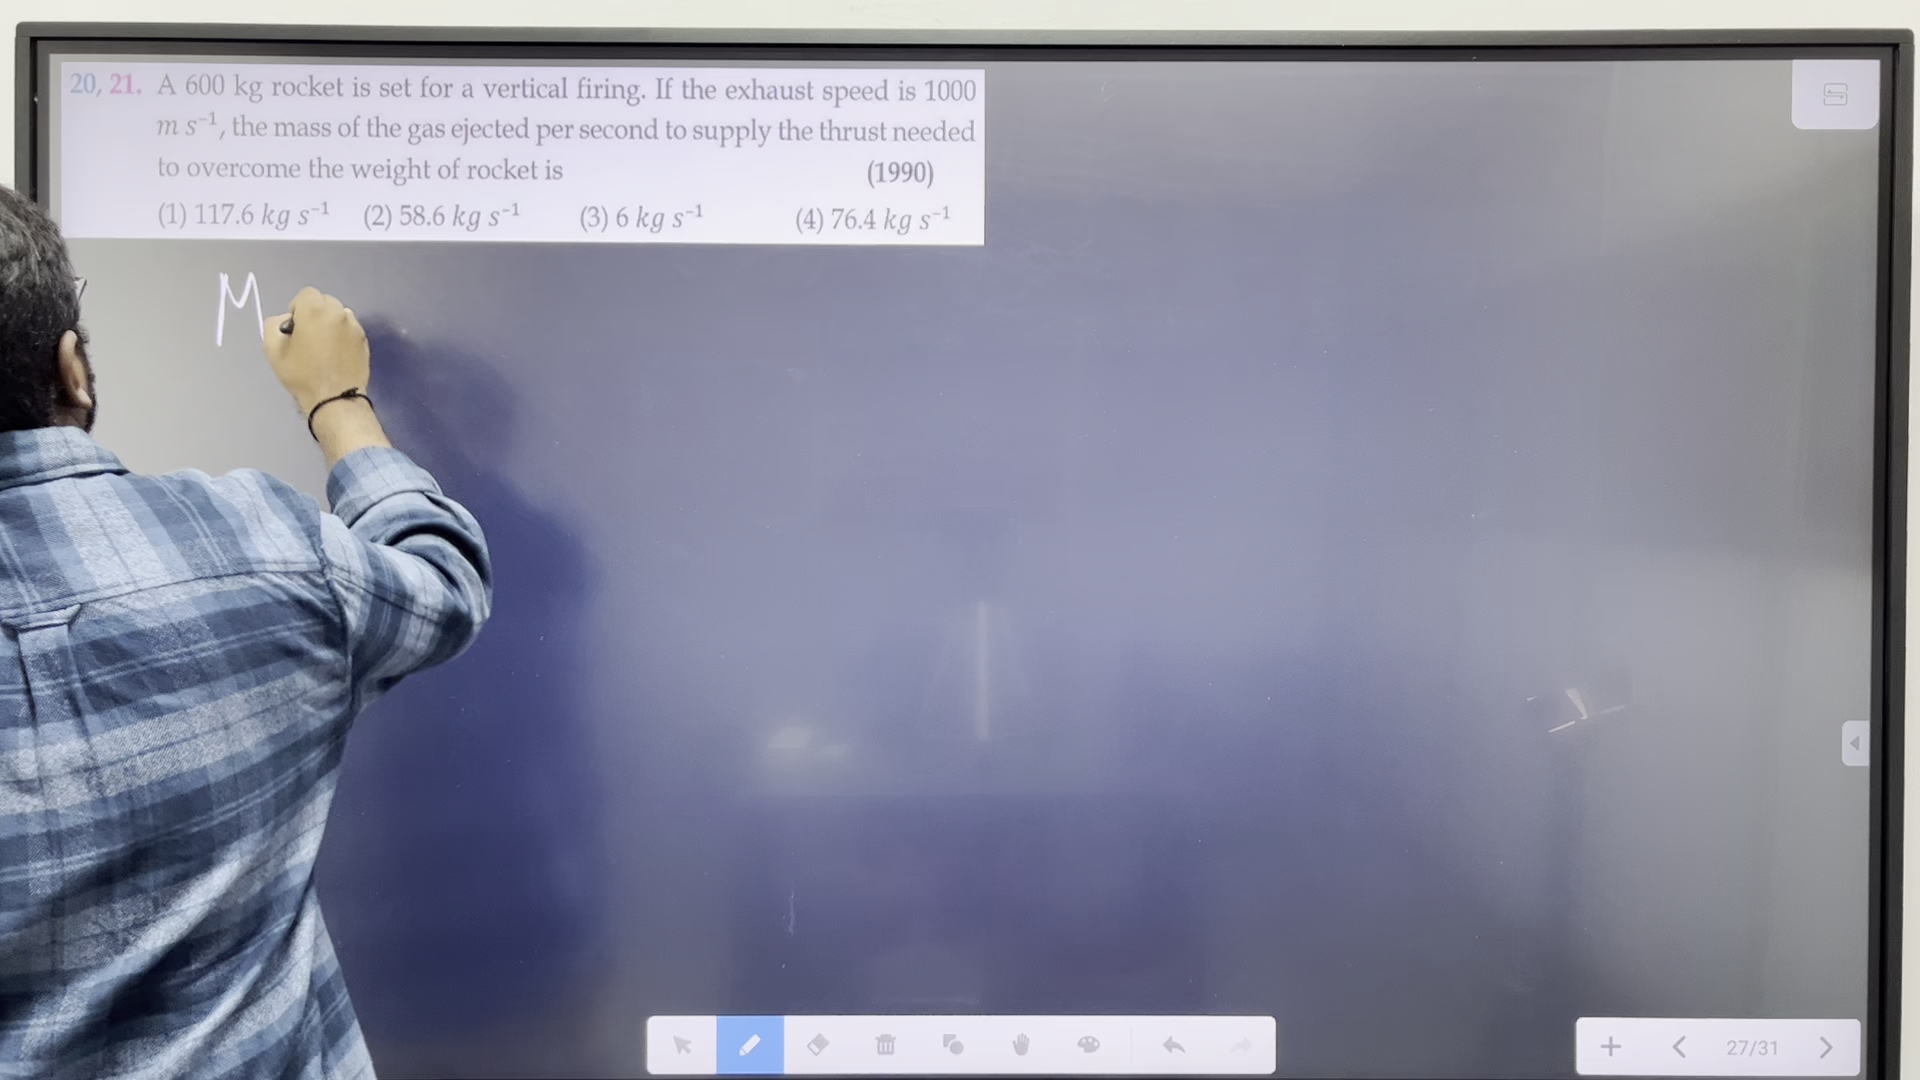 20, 21. A 600 kg rocket is set for a vertical firing. If the exhaust speed is 1000
m s⁻¹, the mass of the gas ejected per second to supply the thrust needed
to overcome the weight of rocket is (1990)
(1) 117.6 kg s⁻¹ (2) 58.6 kg s⁻¹ (3) 6 kg s⁻¹ (4) 76.4 kg s⁻¹
M
27/31